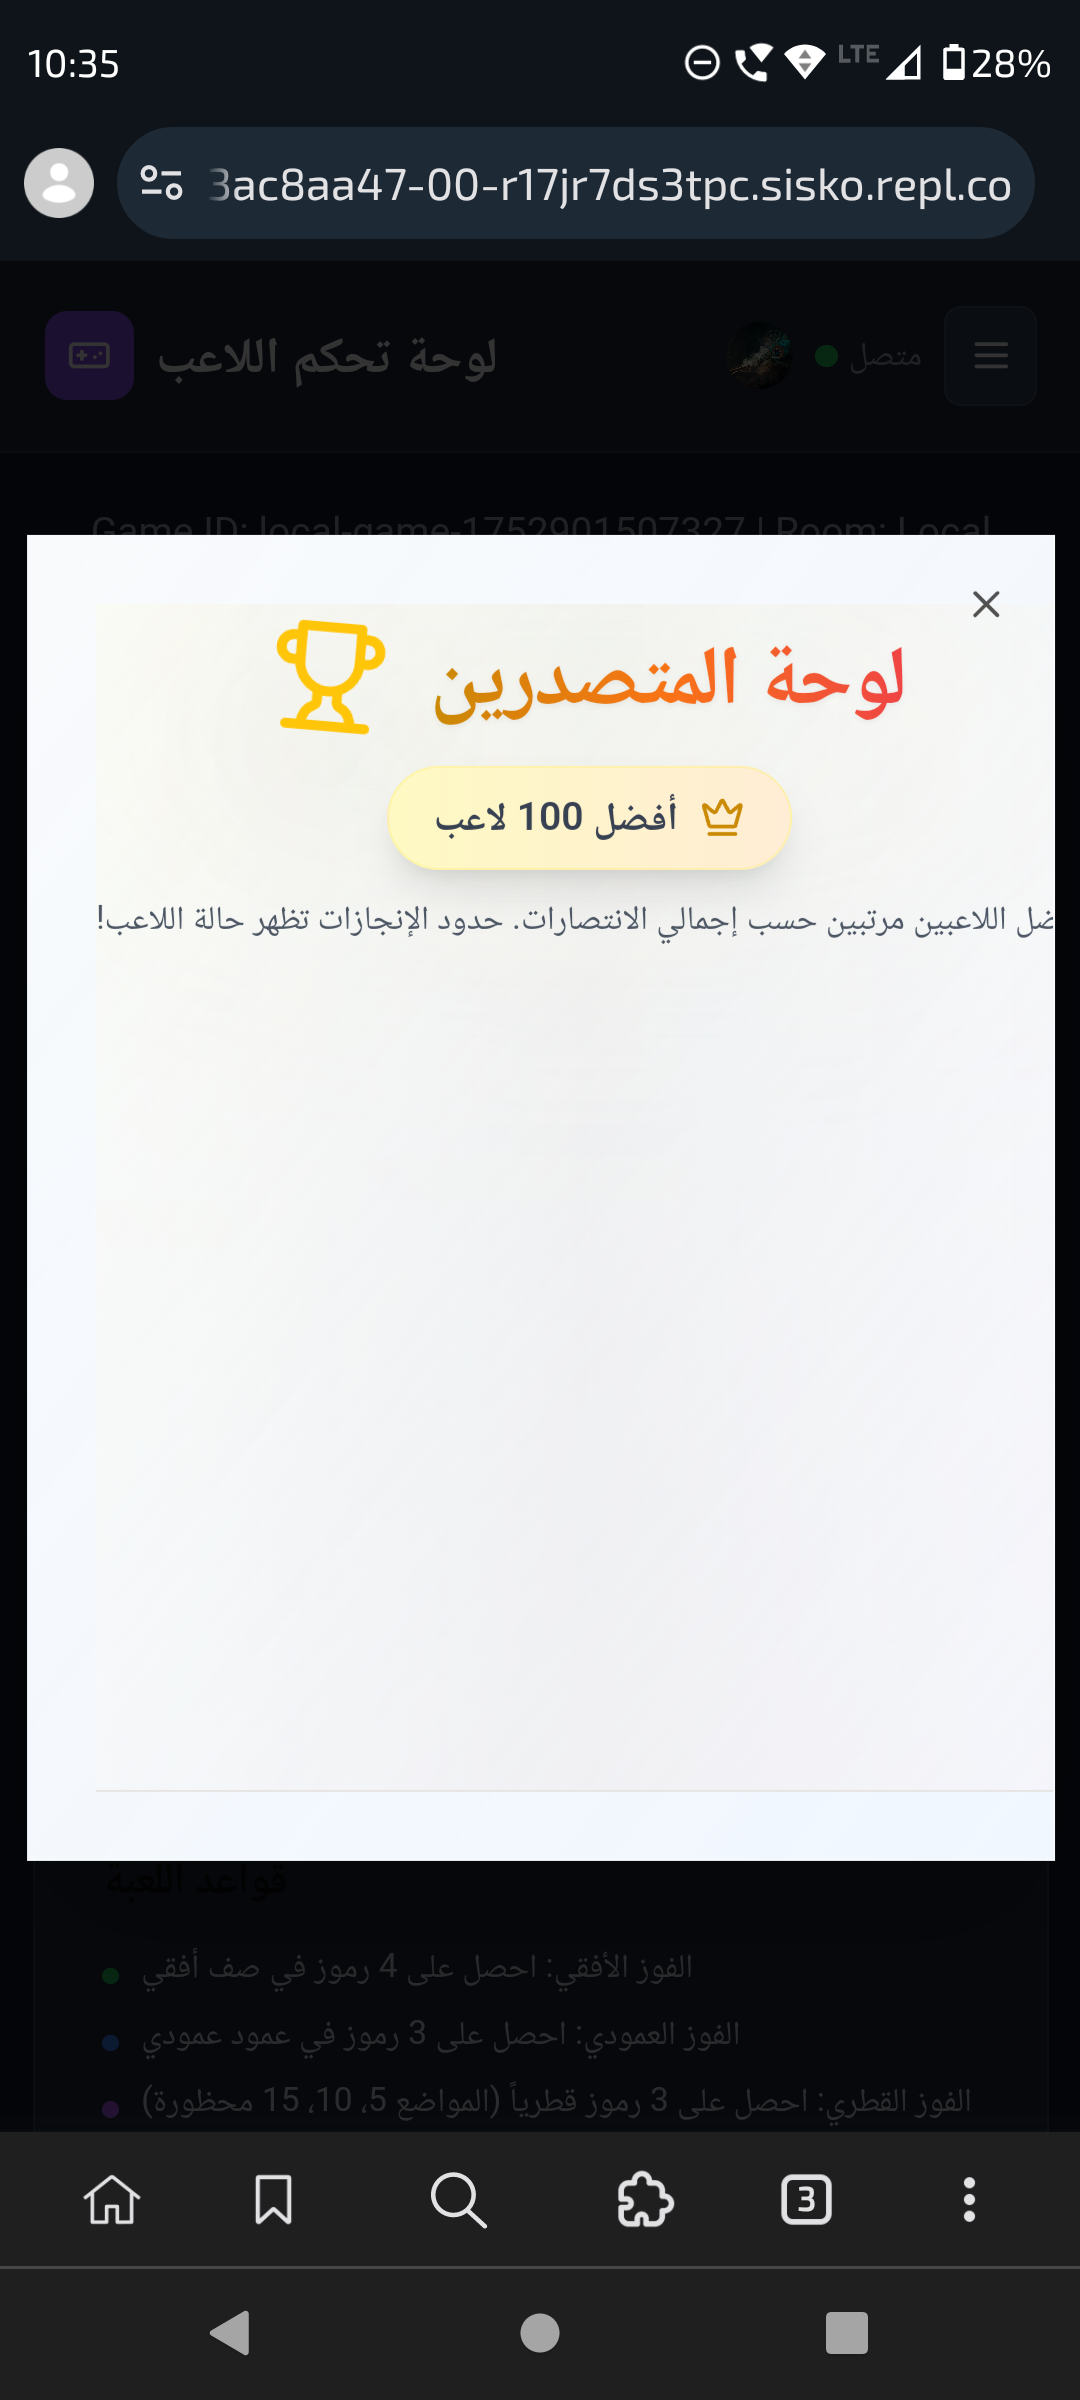 10:35
LTE
28%
3ac8aa47-00-r17jr7ds3tpc.sisko.repl.co
لوحة تحكم اللاعب
متصل
Game ID: local-game-1752901507327 | Room: Local
لوحة المتصدرين
أفضل 100 لاعب
اللاعبين مرتبين حسب إجمالي الانتصارات. حدود الإنجازات تظهر حالة اللاعب!
قواعد اللعبة
الفوز الأفقي: احصل على 4 رموز في صف أفقي
الفوز العمودي: احصل على 3 رموز في عمود عمودي
الفوز القطري: احصل على 3 رموز قطرياً (المواضع 5، 10، 15 محظورة)
3